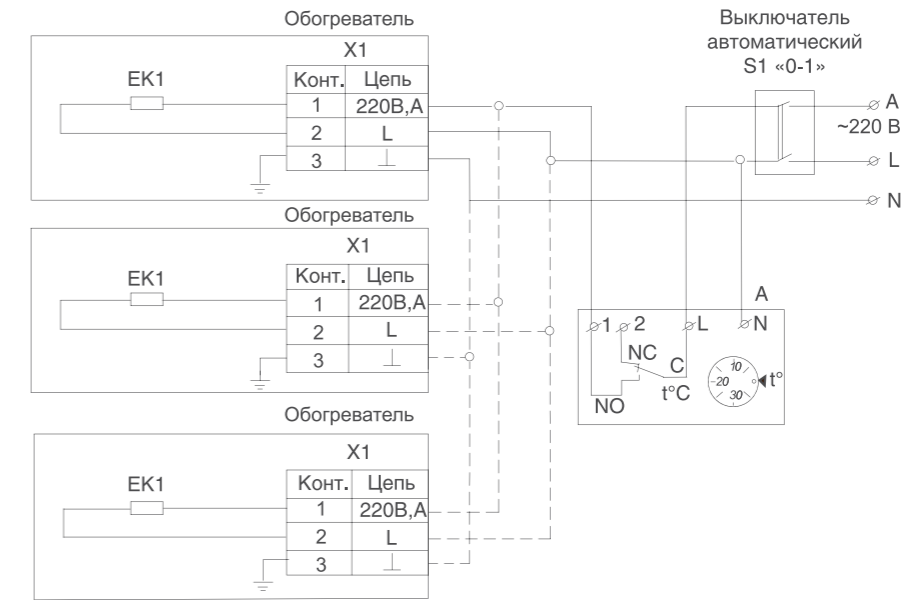 Обогреватель
X1
EK1
Конт. Цепь
1 220В,А
2 L
3 ⊥
Обогреватель
X1
EK1
Конт. Цепь
1 220В,А
2 L
3 ⊥
Обогреватель
X1
EK1
Конт. Цепь
1 220В,А
2 L
3 ⊥
Выключатель
автоматический
S1 «0-1»
A
~220 В
L
N
A
1 2 L N
NC
C
t°C
NO
10
20
30
t°